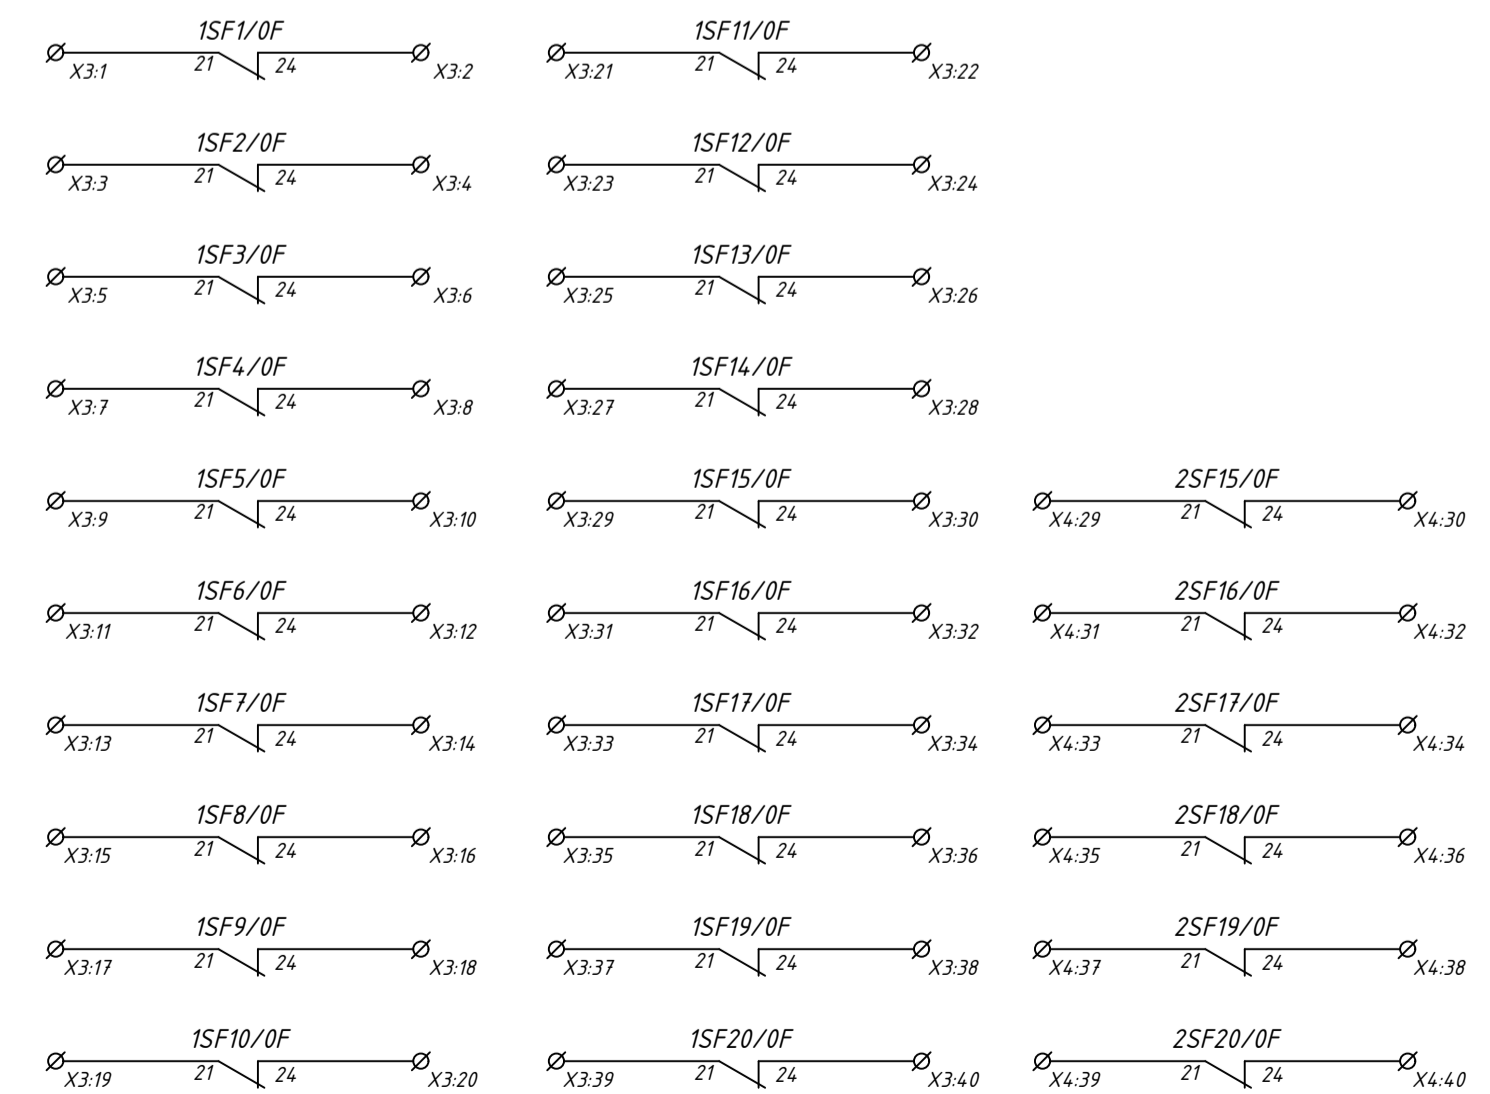 1SF1/0F
21 24
X3:1 X3:2
1SF11/0F
21 24
X3:21 X3:22
1SF2/0F
21 24
X3:3 X3:4
1SF12/0F
21 24
X3:23 X3:24
1SF3/0F
21 24
X3:5 X3:6
1SF13/0F
21 24
X3:25 X3:26
1SF4/0F
21 24
X3:7 X3:8
1SF14/0F
21 24
X3:27 X3:28
1SF5/0F
21 24
X3:9 X3:10
1SF15/0F
21 24
X3:29 X3:30
2SF15/0F
21 24
X4:29 X4:30
1SF6/0F
21 24
X3:11 X3:12
1SF16/0F
21 24
X3:31 X3:32
2SF16/0F
21 24
X4:31 X4:32
1SF7/0F
21 24
X3:13 X3:14
1SF17/0F
21 24
X3:33 X3:34
2SF17/0F
21 24
X4:33 X4:34
1SF8/0F
21 24
X3:15 X3:16
1SF18/0F
21 24
X3:35 X3:36
2SF18/0F
21 24
X4:35 X4:36
1SF9/0F
21 24
X3:17 X3:18
1SF19/0F
21 24
X3:37 X3:38
2SF19/0F
21 24
X4:37 X4:38
1SF10/0F
21 24
X3:19 X3:20
1SF20/0F
21 24
X3:39 X3:40
2SF20/0F
21 24
X4:39 X4:40